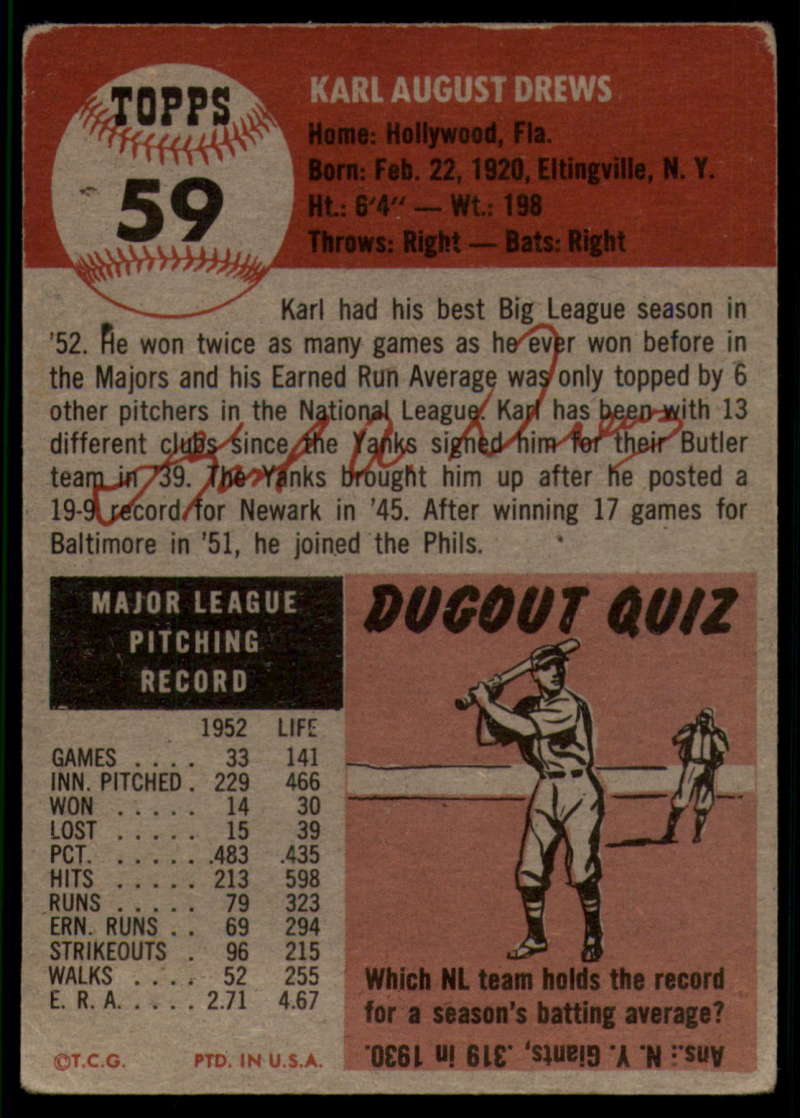 TOPPS
59
KARL AUGUST DREWS
Home: Hollywood, Fla.
Born: Feb. 22, 1920, Eltingville, N. Y.
Ht.: 6'4" — Wt.: 198
Throws: Right — Bats: Right
Karl had his best Big League season in
'52. He won twice as many games as he ever won before in
the Majors and his Earned Run Average was only topped by 6
other pitchers in the National League. Karl has been with 13
different clubs since the Yanks signed him for their Butler
team in '39. The Yanks brought him up after he posted a
19-9 record for Newark in '45. After winning 17 games for
Baltimore in '51, he joined the Phils.
MAJOR LEAGUE
PITCHING
RECORD
1952 LIFE
GAMES . . . . 33 141
INN. PITCHED . 229 466
WON . . . . . 14 30
LOST . . . . . 15 39
PCT. . . . . . .483 .435
HITS . . . . . 213 598
RUNS . . . . . 79 323
ERN. RUNS . . 69 294
STRIKEOUTS . 96 215
WALKS . . . . 52 255
E. R. A. . . . . 2.71 4.67
©T.C.G. PTD. IN U.S.A.
DUGOUT QUIZ
Which NL team holds the record
for a season's batting average?
Ans.: N. Y. Giants, .319 in 1930.